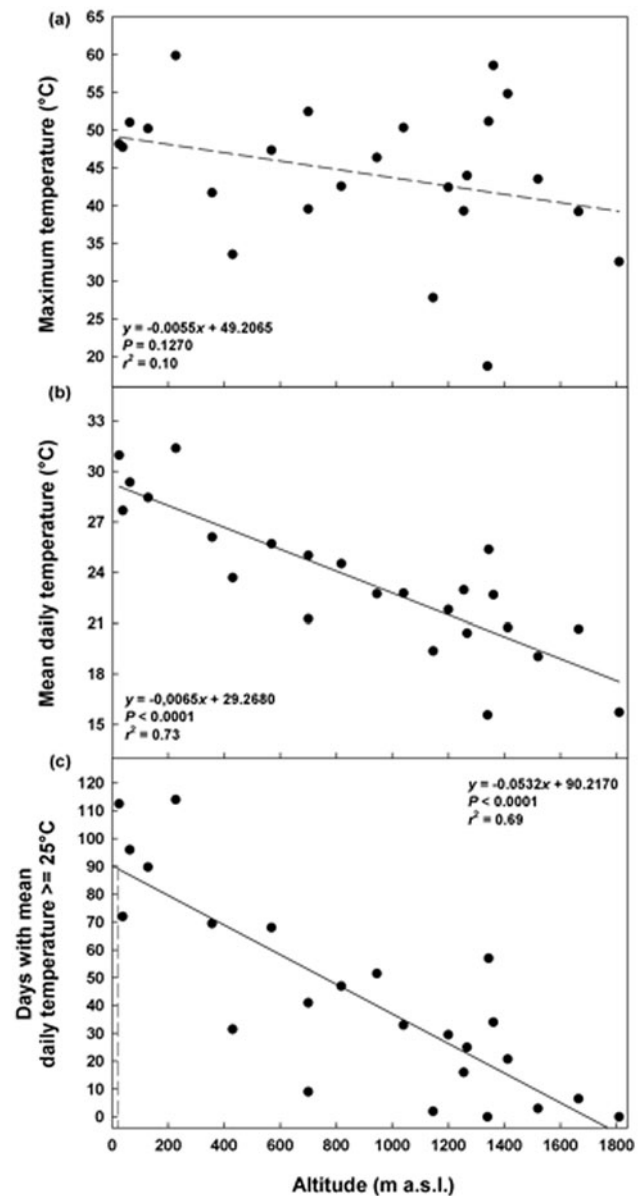 (a)
65
60
55
50
45
40
35
30
25
20
Maximum temperature (°C)
y = -0.0055x + 49.2065
P = 0.1270
r² = 0.10
(b)
33
30
27
24
21
18
15
Mean daily temperature (°C)
y = -0,0065x + 29.2680
P < 0.0001
r² = 0.73
(c)
120
110
100
90
80
70
60
50
40
30
20
10
0
Days with mean
daily temperature >= 25°C
y = -0.0532x + 90.2170
P < 0.0001
r² = 0.69
0 200 400 600 800 1000 1200 1400 1600 1800
Altitude (m a.s.l.)